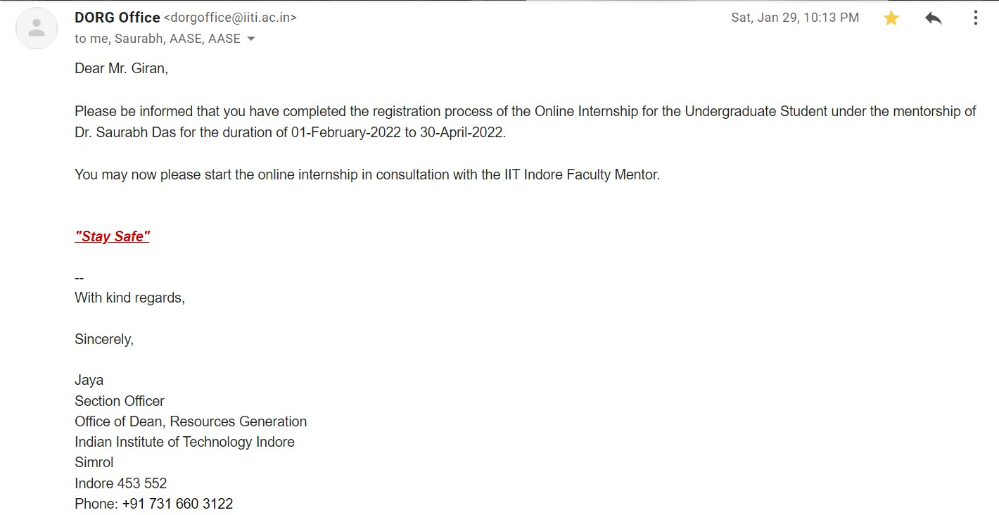 DORG Office <dorgoffice@iiti.ac.in>
Sat, Jan 29, 10:13 PM
to me, Saurabh, AASE, AASE
Dear Mr. Giran,
Please be informed that you have completed the registration process of the Online Internship for the Undergraduate Student under the mentorship of
Dr. Saurabh Das for the duration of 01-February-2022 to 30-April-2022.
You may now please start the online internship in consultation with the IIT Indore Faculty Mentor.
"Stay Safe"
--
With kind regards,
Sincerely,
Jaya
Section Officer
Office of Dean, Resources Generation
Indian Institute of Technology Indore
Simrol
Indore 453 552
Phone: +91 731 660 3122